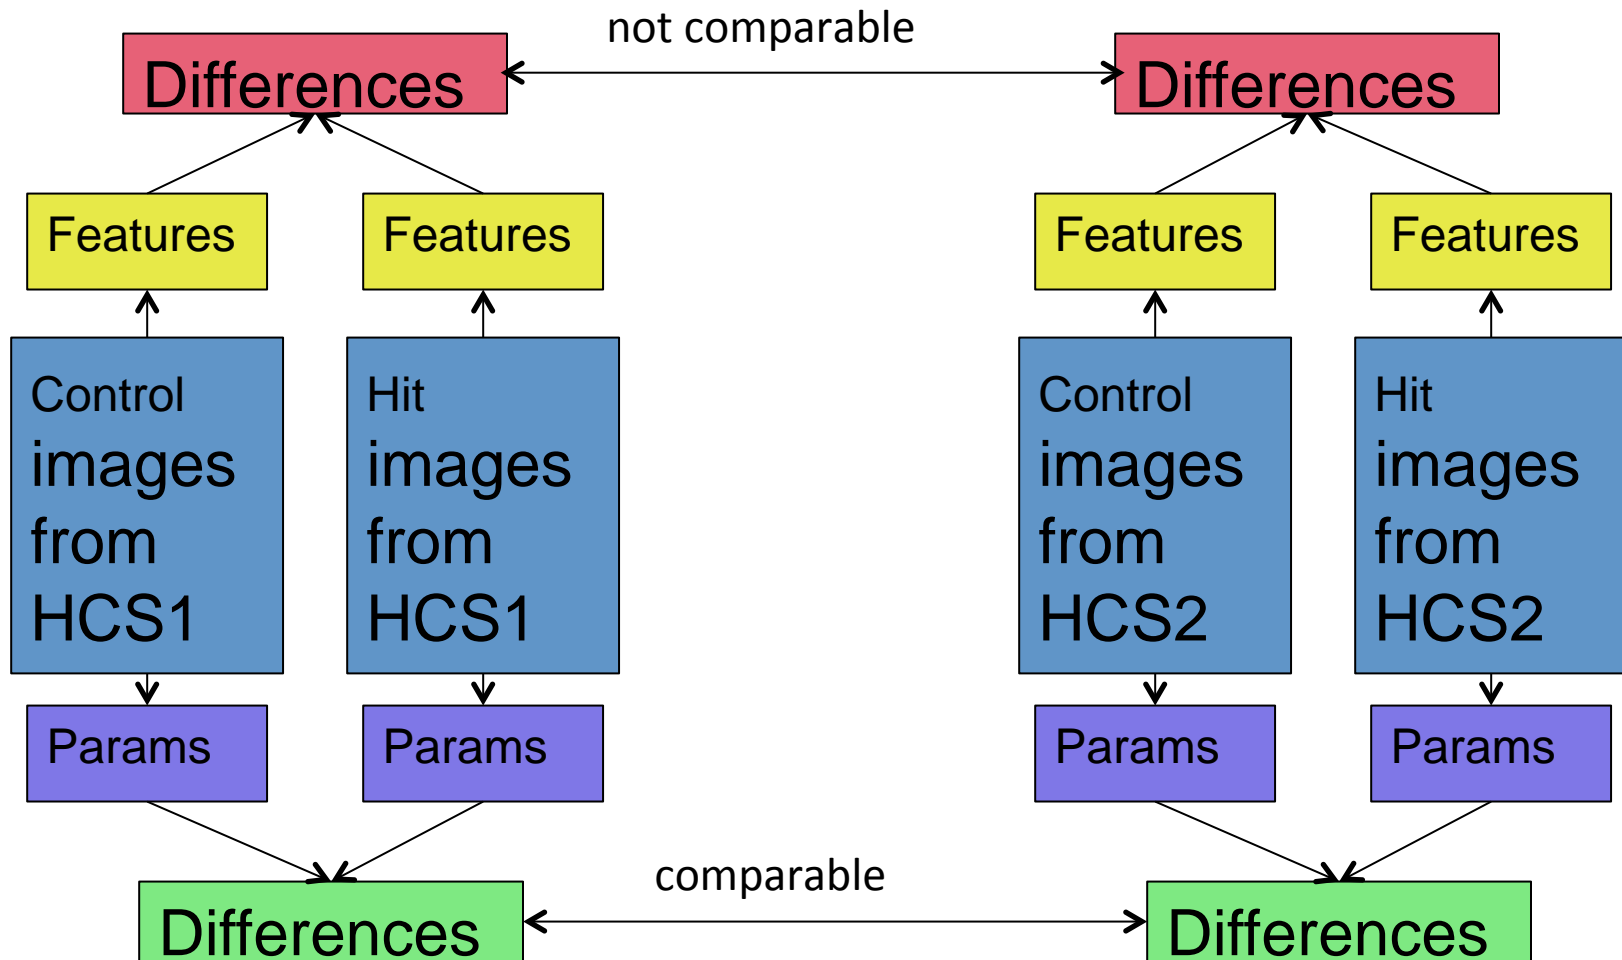 not comparable
Differences
Differences
Features
Features
Features
Features
Control
images
from
HCS1
Hit
images
from
HCS1
Control
images
from
HCS2
Hit
images
from
HCS2
Params
Params
Params
Params
comparable
Differences
Differences